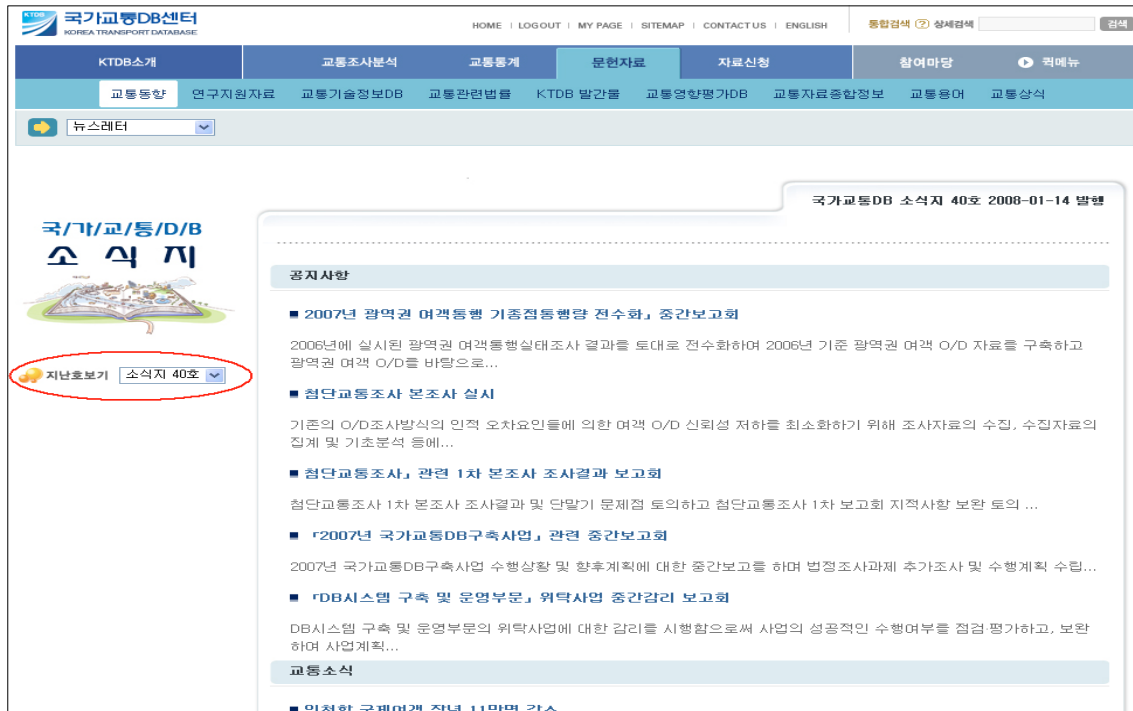 KTDB 국가교통DB센터
KOREA TRANSPORT DATABASE
HOME | LOGOUT | MY PAGE | SITEMAP | CONTACT US | ENGLISH
통합검색 ? 상세검색 검색
KTDB소개 교통조사분석 교통통계 문헌자료 자료신청 참여마당 퀵메뉴
교통동향 연구지원자료 교통기술정보DB 교통관련법률 KTDB 발간물 교통영향평가DB 교통자료종합정보 교통용어 교통상식
뉴스레터
국가교통DB 소식지 40호 2008-01-14 발행
국/가/교/통/D/B
소식지
지난호보기 소식지 40호
공지사항
■ 2007년 광역권 여객통행 기종점통행량 전수화」 중간보고회
2006년에 실시된 광역권 여객통행실태조사 결과를 토대로 전수화하며 2006년 기준 광역권 여객 O/D 자료를 구축하고
광역권 여객 O/D를 바탕으로...
■ 첨단교통조사 본조사 실시
기존의 O/D조사방식의 인적 오차요인들에 의한 여객 O/D 신뢰성 저하를 최소화하기 위해 조사자료의 수집, 수집자료의
집계 및 기초분석 등에...
■ 첨단교통조사」 관련 1차 본조사 조사결과 보고회
첨단교통조사 1차 본조사 조사결과 및 단말기 문제점 토의하고 첨단교통조사 1차 보고회 지적사항 보완 토의 ...
■ 「2007년 국가교통DB구축사업」 관련 중간보고회
2007년 국가교통DB구축사업 수행상황 및 향후계획에 대한 중간보고를 하며 법정조사과제 추가조사 및 수행계획 수립...
■ 「DB시스템 구축 및 운영부문」 위탁사업 중간감리 보고회
DB시스템 구축 및 운영부문의 위탁사업에 대한 감리를 시행함으로써 사업의 성공적인 수행여부를 점검·평가하고, 보완
하여 사업계획...
교통소식
■ 인천항 국제여객 작년 11만명 감소